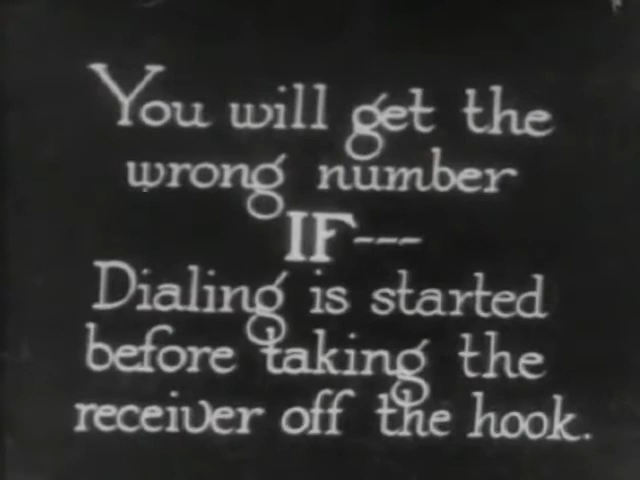 You will get the
wrong number
IF---
Dialing is started
before taking the
receiver off the hook.